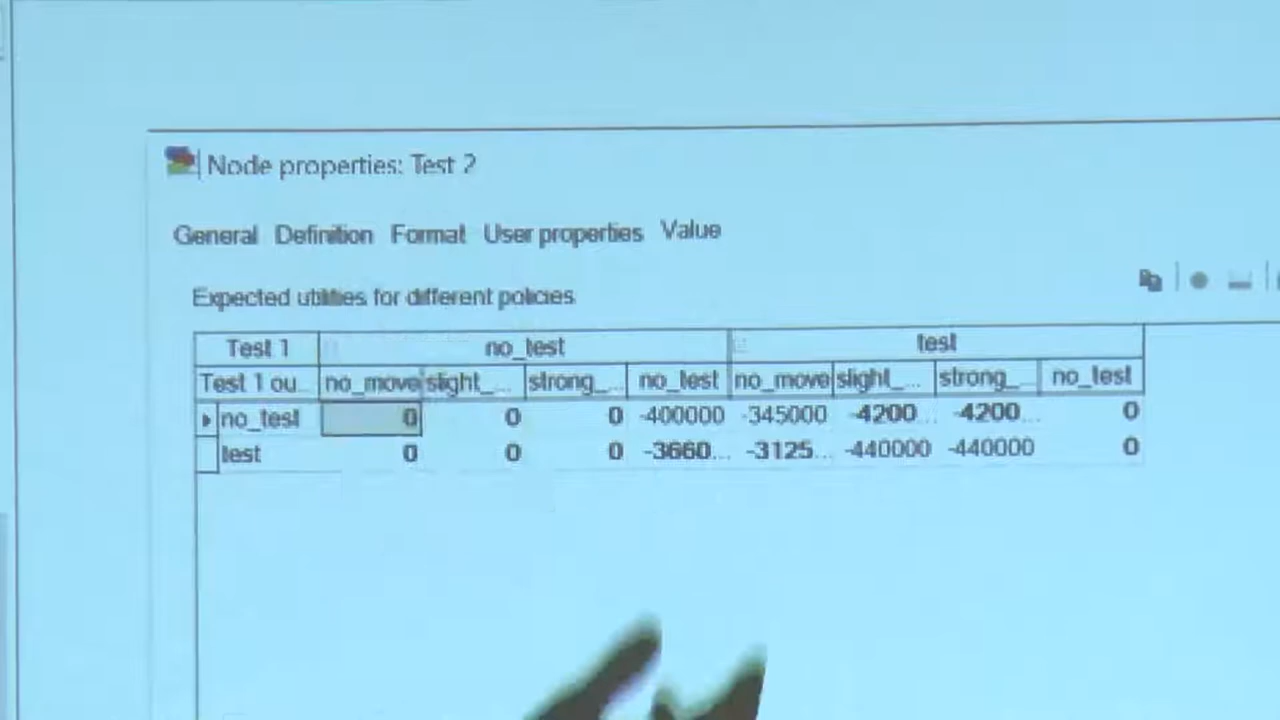 Node properties: Test 2
General Definition Format User properties Value
Expected utilities for different policies
Test 1 no_test test
Test 1 ou... no_move slight_... strong_... no_test no_move slight_... strong_... no_test
no_test 0 0 0 -400000 -345000 -4200... -4200... 0
test 0 0 0 -3660... -3125... -440000 -440000 0